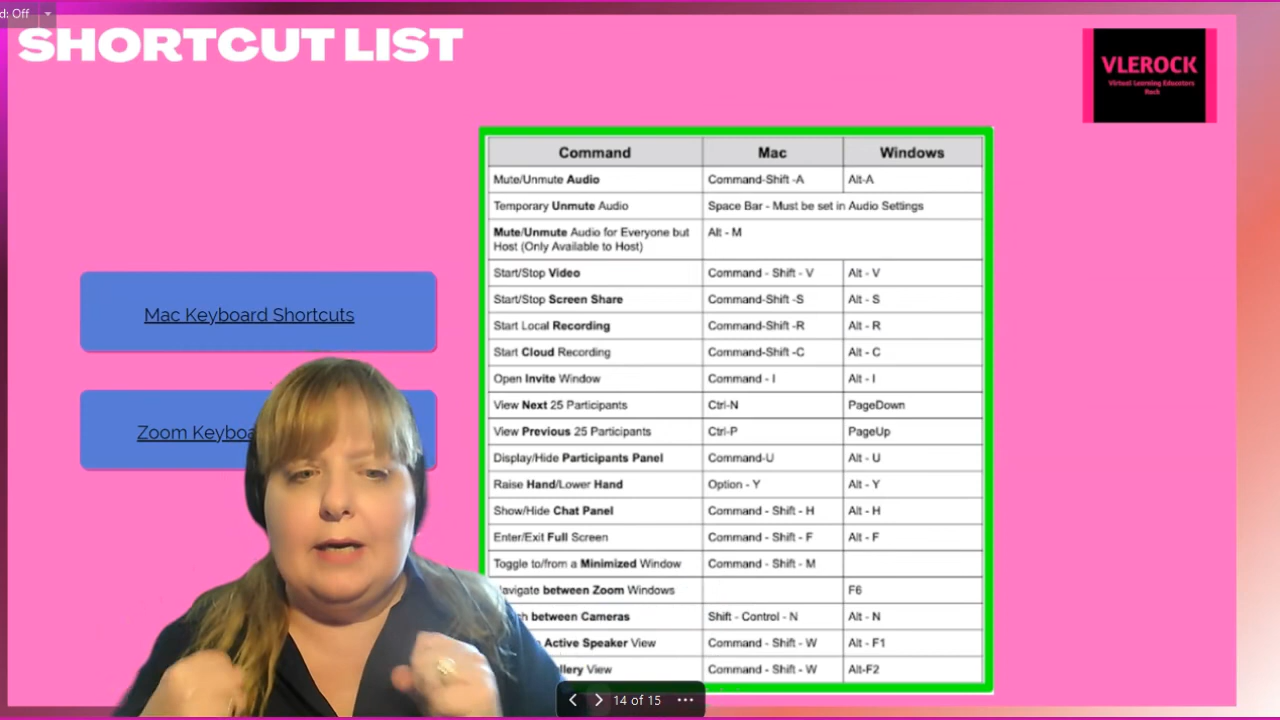 d: Off
SHORTCUT LIST
VLEROCK
Virtual Learning Educators
Rock
Mac Keyboard Shortcuts
Zoom Keyboa
Command Mac Windows
Mute/Unmute Audio Command-Shift -A Alt-A
Temporary Unmute Audio Space Bar - Must be set in Audio Settings
Mute/Unmute Audio for Everyone but Alt - M
Host (Only Available to Host)
Start/Stop Video Command - Shift - V Alt - V
Start/Stop Screen Share Command-Shift -S Alt - S
Start Local Recording Command-Shift -R Alt - R
Start Cloud Recording Command-Shift -C Alt - C
Open Invite Window Command - I Alt - I
View Next 25 Participants Ctrl-N PageDown
View Previous 25 Participants Ctrl-P PageUp
Display/Hide Participants Panel Command-U Alt - U
Raise Hand/Lower Hand Option - Y Alt - Y
Show/Hide Chat Panel Command - Shift - H Alt - H
Enter/Exit Full Screen Command - Shift - F Alt - F
Toggle to/from a Minimized Window Command - Shift - M
avigate between Zoom Windows F6
h between Cameras Shift - Control - N Alt - N
Active Speaker View Command - Shift - W Alt - F1
llery View Command - Shift - W Alt-F2
14 of 15